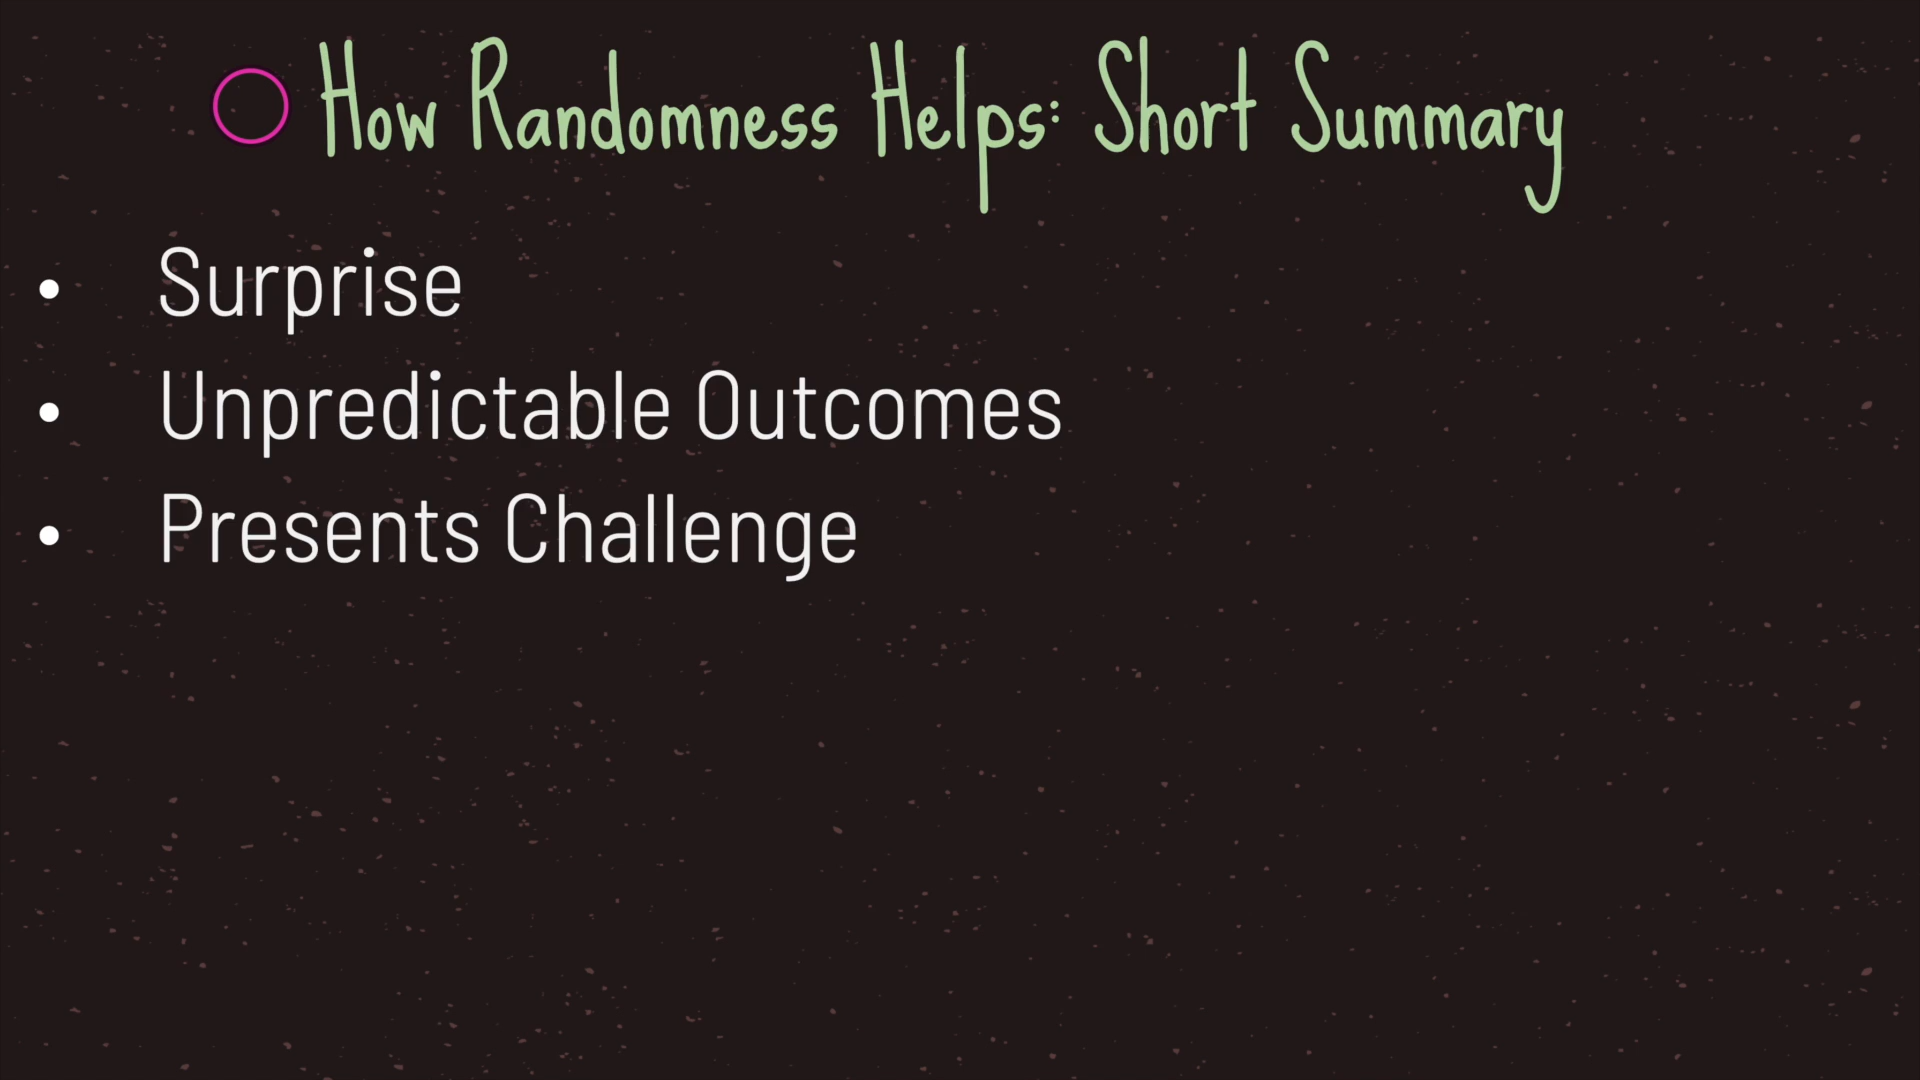 How Randomness Helps: Short Summary
• Surprise
• Unpredictable Outcomes
• Presents Challenge